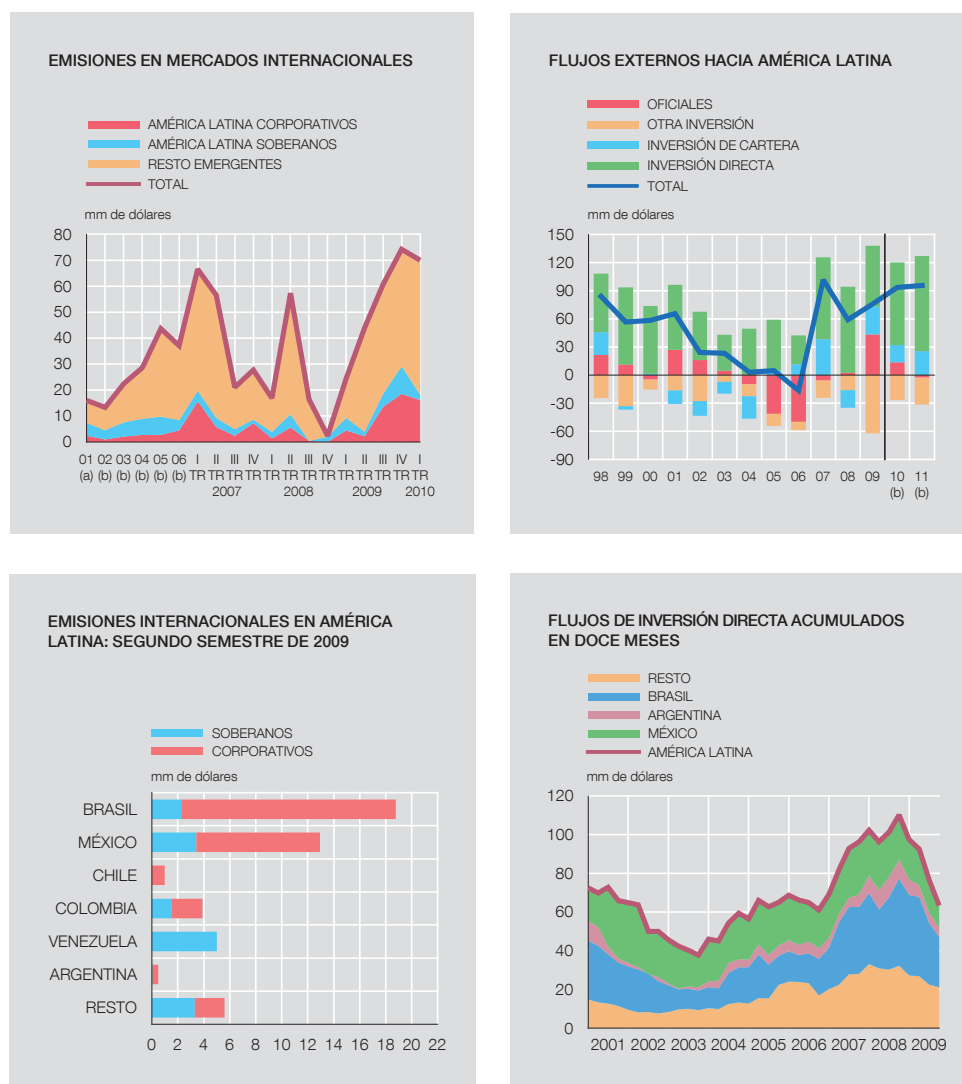 EMISIONES EN MERCADOS INTERNACIONALES
AMÉRICA LATINA CORPORATIVOS
AMÉRICA LATINA SOBERANOS
RESTO EMERGENTES
TOTAL
mm de dólares
80
70
60
50
40
30
20
10
0
01 02 03 04 05 06 I II III IV I II III IV I II III IV I
(a) (b) (b) (b) (b) (b) TR TR TR TR TR TR TR TR TR TR TR TR TR
2007 2008 2009 2010
FLUJOS EXTERNOS HACIA AMÉRICA LATINA
OFICIALES
OTRA INVERSIÓN
INVERSIÓN DE CARTERA
INVERSIÓN DIRECTA
TOTAL
mm de dólares
150
120
90
60
30
0
-30
-60
-90
98 99 00 01 02 03 04 05 06 07 08 09 10 11
(b) (b)
EMISIONES INTERNACIONALES EN AMÉRICA
LATINA: SEGUNDO SEMESTRE DE 2009
SOBERANOS
CORPORATIVOS
mm de dólares
BRASIL
MÉXICO
CHILE
COLOMBIA
VENEZUELA
ARGENTINA
RESTO
0 2 4 6 8 10 12 14 16 18 20 22
FLUJOS DE INVERSIÓN DIRECTA ACUMULADOS
EN DOCE MESES
RESTO
BRASIL
ARGENTINA
MÉXICO
AMÉRICA LATINA
mm de dólares
120
100
80
60
40
20
0
2001 2002 2003 2004 2005 2006 2007 2008 2009